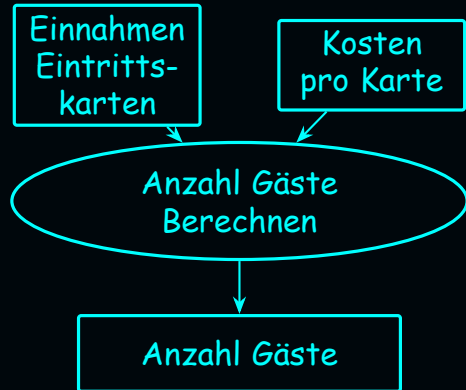 Einnahmen
Eintritts-
karten
Kosten
pro Karte
Anzahl Gäste
Berechnen
Anzahl Gäste